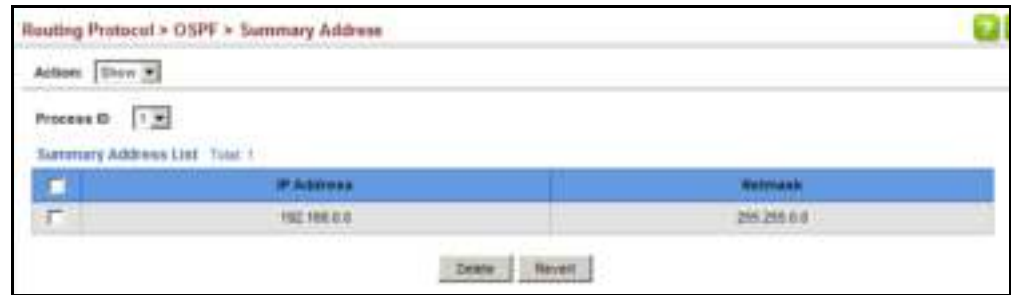 Routing Protocol > OSPF > Summary Address
?
Action: Show
Process ID 1
Summary Address List Total: 1
IP Address Netmask
192.168.0.0 255.255.0.0
Delete Revert